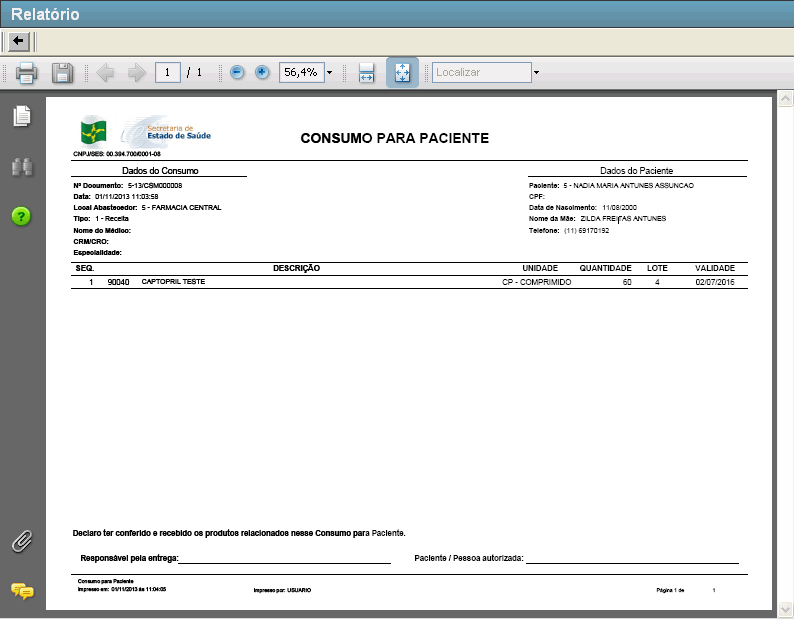 Relatório
1 / 1 56,4% Localizar
Secretaria de
Estado de Saúde
CNPJ/SES: 00.394.700/0001-08
CONSUMO PARA PACIENTE
Dados do Consumo
Nº Documento: 5-13/CSM000008
Data: 01/11/2013 11:03:58
Local Abastecedor: 5 - FARMACIA CENTRAL
Tipo: 1 - Receita
Nome do Médico:
CRM/CRO:
Especialidade:
Dados do Paciente
Paciente: 5 - NADIA MARIA ANTUNES ASSUNCAO
CPF:
Data de Nascimento: 11/08/2000
Nome da Mãe: ZILDA FREITAS ANTUNES
Telefone: (11) 69170192
SEQ. DESCRIÇÃO UNIDADE QUANTIDADE LOTE VALIDADE
1 90040 CAPTOPRIL TESTE CP - COMPRIMIDO 60 4 02/07/2016
Declaro ter conferido e recebido os produtos relacionados nesse Consumo para Paciente.
Responsável pela entrega: Paciente / Pessoa autorizada:
Consumo para Paciente
Impresso em: 01/11/2013 às 11:04:05 Impresso por: USUARIO Página 1 de 1